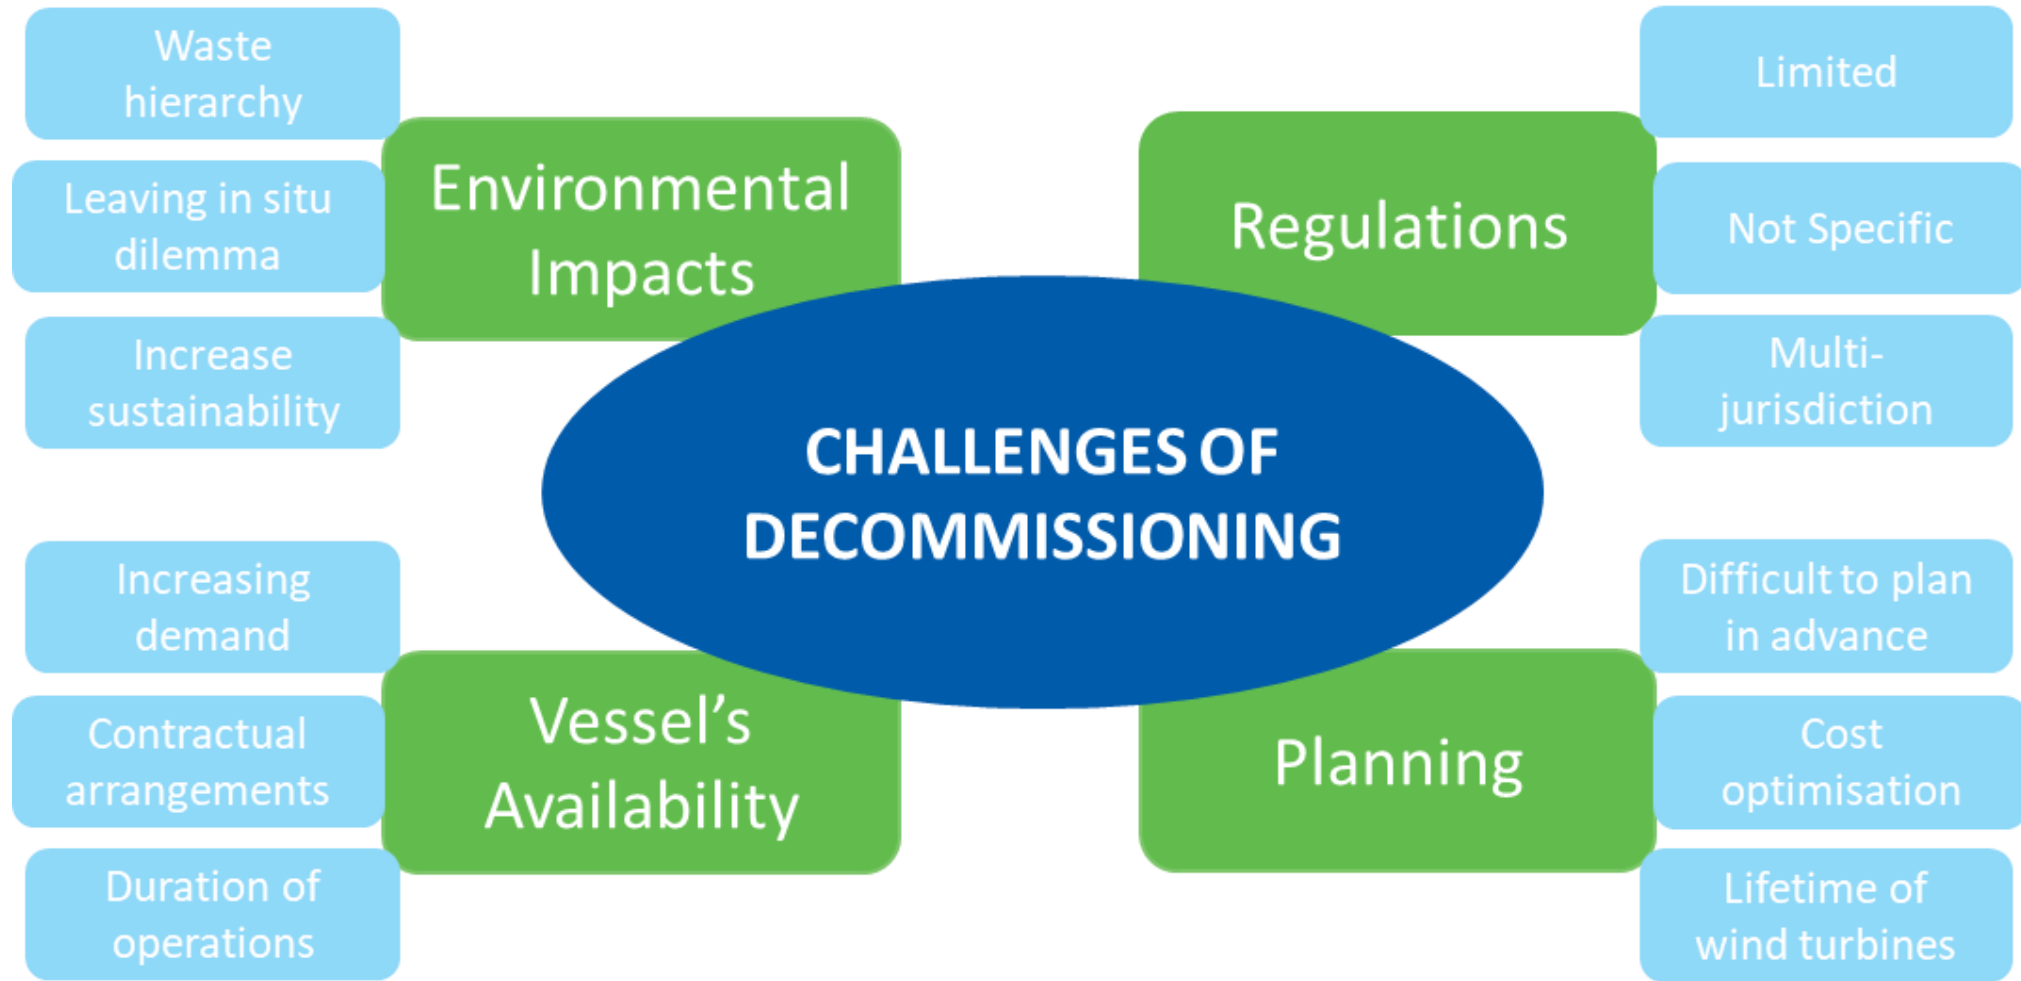 Waste
hierarchy
Leaving in situ
dilemma
Increase
sustainability
Environmental
Impacts
Regulations
Limited
Not Specific
Multi-
jurisdiction
CHALLENGES OF
DECOMMISSIONING
Increasing
demand
Contractual
arrangements
Duration of
operations
Vessel’s
Availability
Planning
Difficult to plan
in advance
Cost
optimisation
Lifetime of
wind turbines